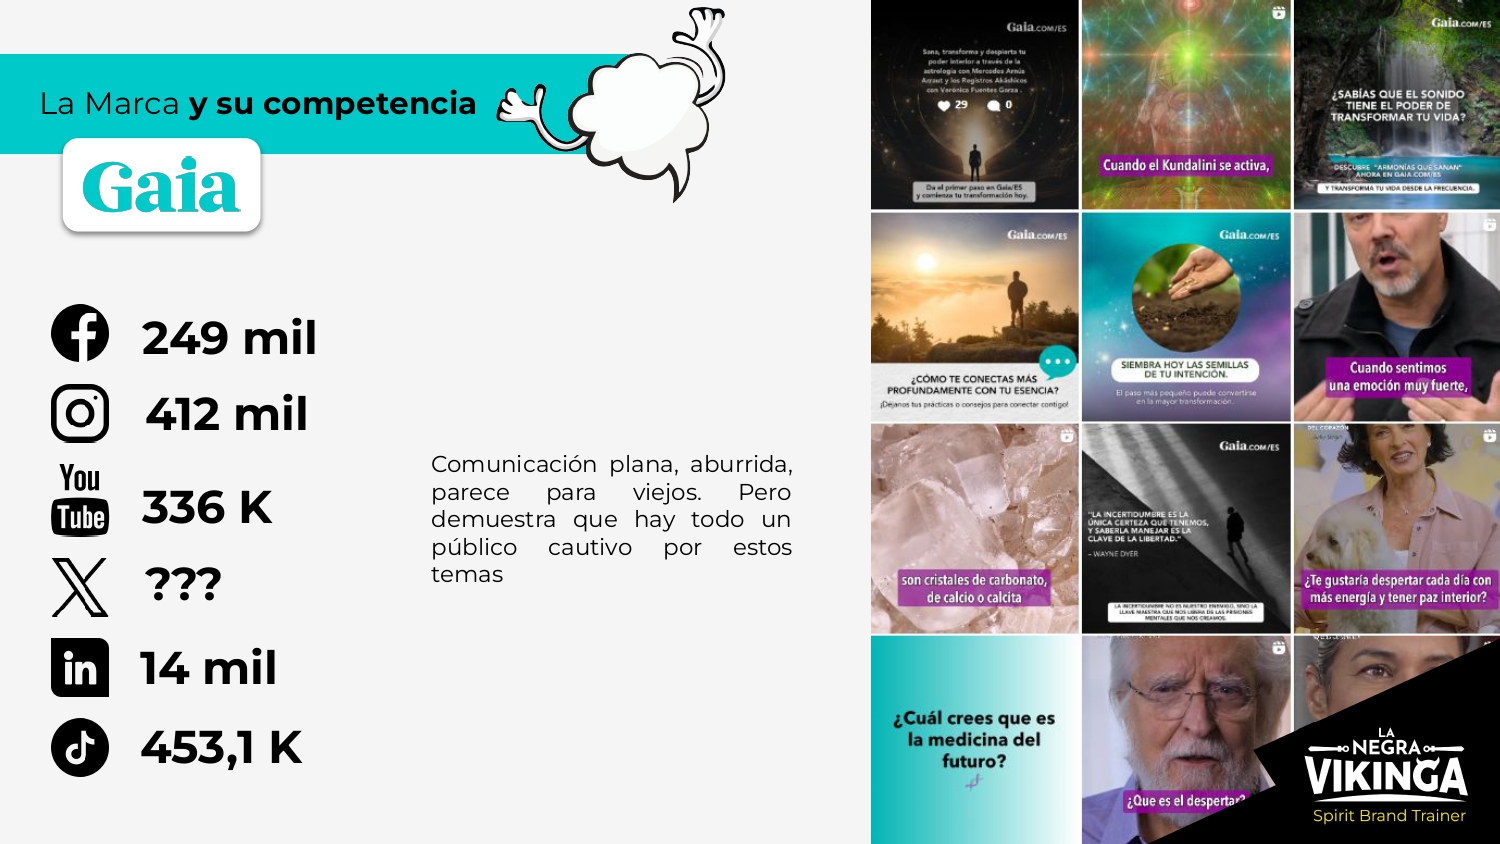 La Marca y su competencia
Gaia
249 mil
412 mil
You
Tube
336 K
???
in
14 mil
453,1 K
Comunicación plana, aburrida,
parece para viejos. Pero
demuestra que hay todo un
público cautivo por estos
temas
Gaia.COM/ES
Sana, transforma y despierta tu
poder interior a través de la
astrología con Mercedes Arnús
Arraut y los Registros Akáshicos
con Verónica Fuentes Garza .
29 0
Da el primer paso en Gaia/ES
y comienza tu transformación hoy.
Cuando el Kundalini se activa,
Gaia.COM/ES
¿SABÍAS QUE EL SONIDO
TIENE EL PODER DE
TRANSFORMAR TU VIDA?
DESCUBRE "ARMONÍAS QUE SANAN"
AHORA EN GAIA.COM/ES
Y TRANSFORMA TU VIDA DESDE LA FRECUENCIA.
Gaia.COM/ES
¿CÓMO TE CONECTAS MÁS
PROFUNDAMENTE CON TU ESENCIA?
¡Déjanos tus prácticas o consejos para conectar contigo!
Gaia.COM/ES
SIEMBRA HOY LAS SEMILLAS
DE TU INTENCIÓN.
El paso más pequeño puede convertirse
en la mayor transformación.
Cuando sentimos
una emoción muy fuerte,
son cristales de carbonato,
de calcio o calcita
Gaia.COM/ES
"LA INCERTIDUMBRE ES LA
ÚNICA CERTEZA QUE TENEMOS,
Y SABERLA MANEJAR ES LA
CLAVE DE LA LIBERTAD."
– WAYNE DYER
LA INCERTIDUMBRE NO ES NUESTRO ENEMIGO, SINO LA
LLAVE MAESTRA QUE NOS LIBERA DE LAS PRISIONES
MENTALES QUE NOS CREAMOS.
DEL CORAZÓN
¿Te gustaría despertar cada día con
más energía y tener paz interior?
¿Cuál crees que es
la medicina del
futuro?
¿Que es el despertar?
LA
NEGRA
VIKINGA
Spirit Brand Trainer